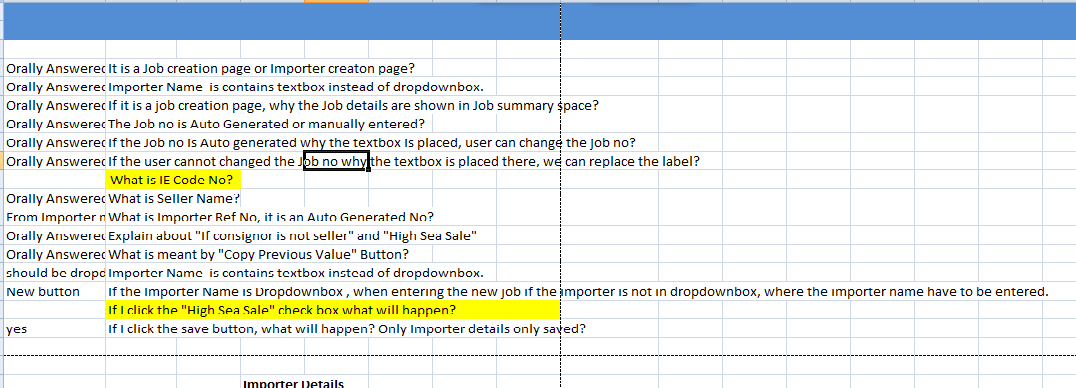 Orally Answered It is a Job creation page or Importer creaton page?
Orally Answered Importer Name is contains textbox instead of dropdownbox.
Orally Answered If it is a job creation page, why the Job details are shown in Job summary space?
Orally Answered The Job no is Auto Generated or manually entered?
Orally Answered If the Job no Is Auto generated why the textbox is placed, user can change the Job no?
Orally Answered If the user cannot changed the Job no why the textbox is placed there, we can replace the label?
What is IE Code No?
Orally Answered What is Seller Name?
From Importer What is Importer Ref No, it is an Auto Generated No?
Orally Answered Explain about "If consignor is not seller" and "High Sea Sale"
Orally Answered What is meant by "Copy Previous Value" Button?
should be Importer Name is contains textbox instead of dropdownbox.
New button If the Importer Name is Dropdownbox , when entering the new job if the importer is not in dropdownbox, where the importer name have to be entered.
If I click the "High Sea Sale" check box what will happen?
yes If I click the save button, what will happen? Only Importer details only saved?
Importer Details